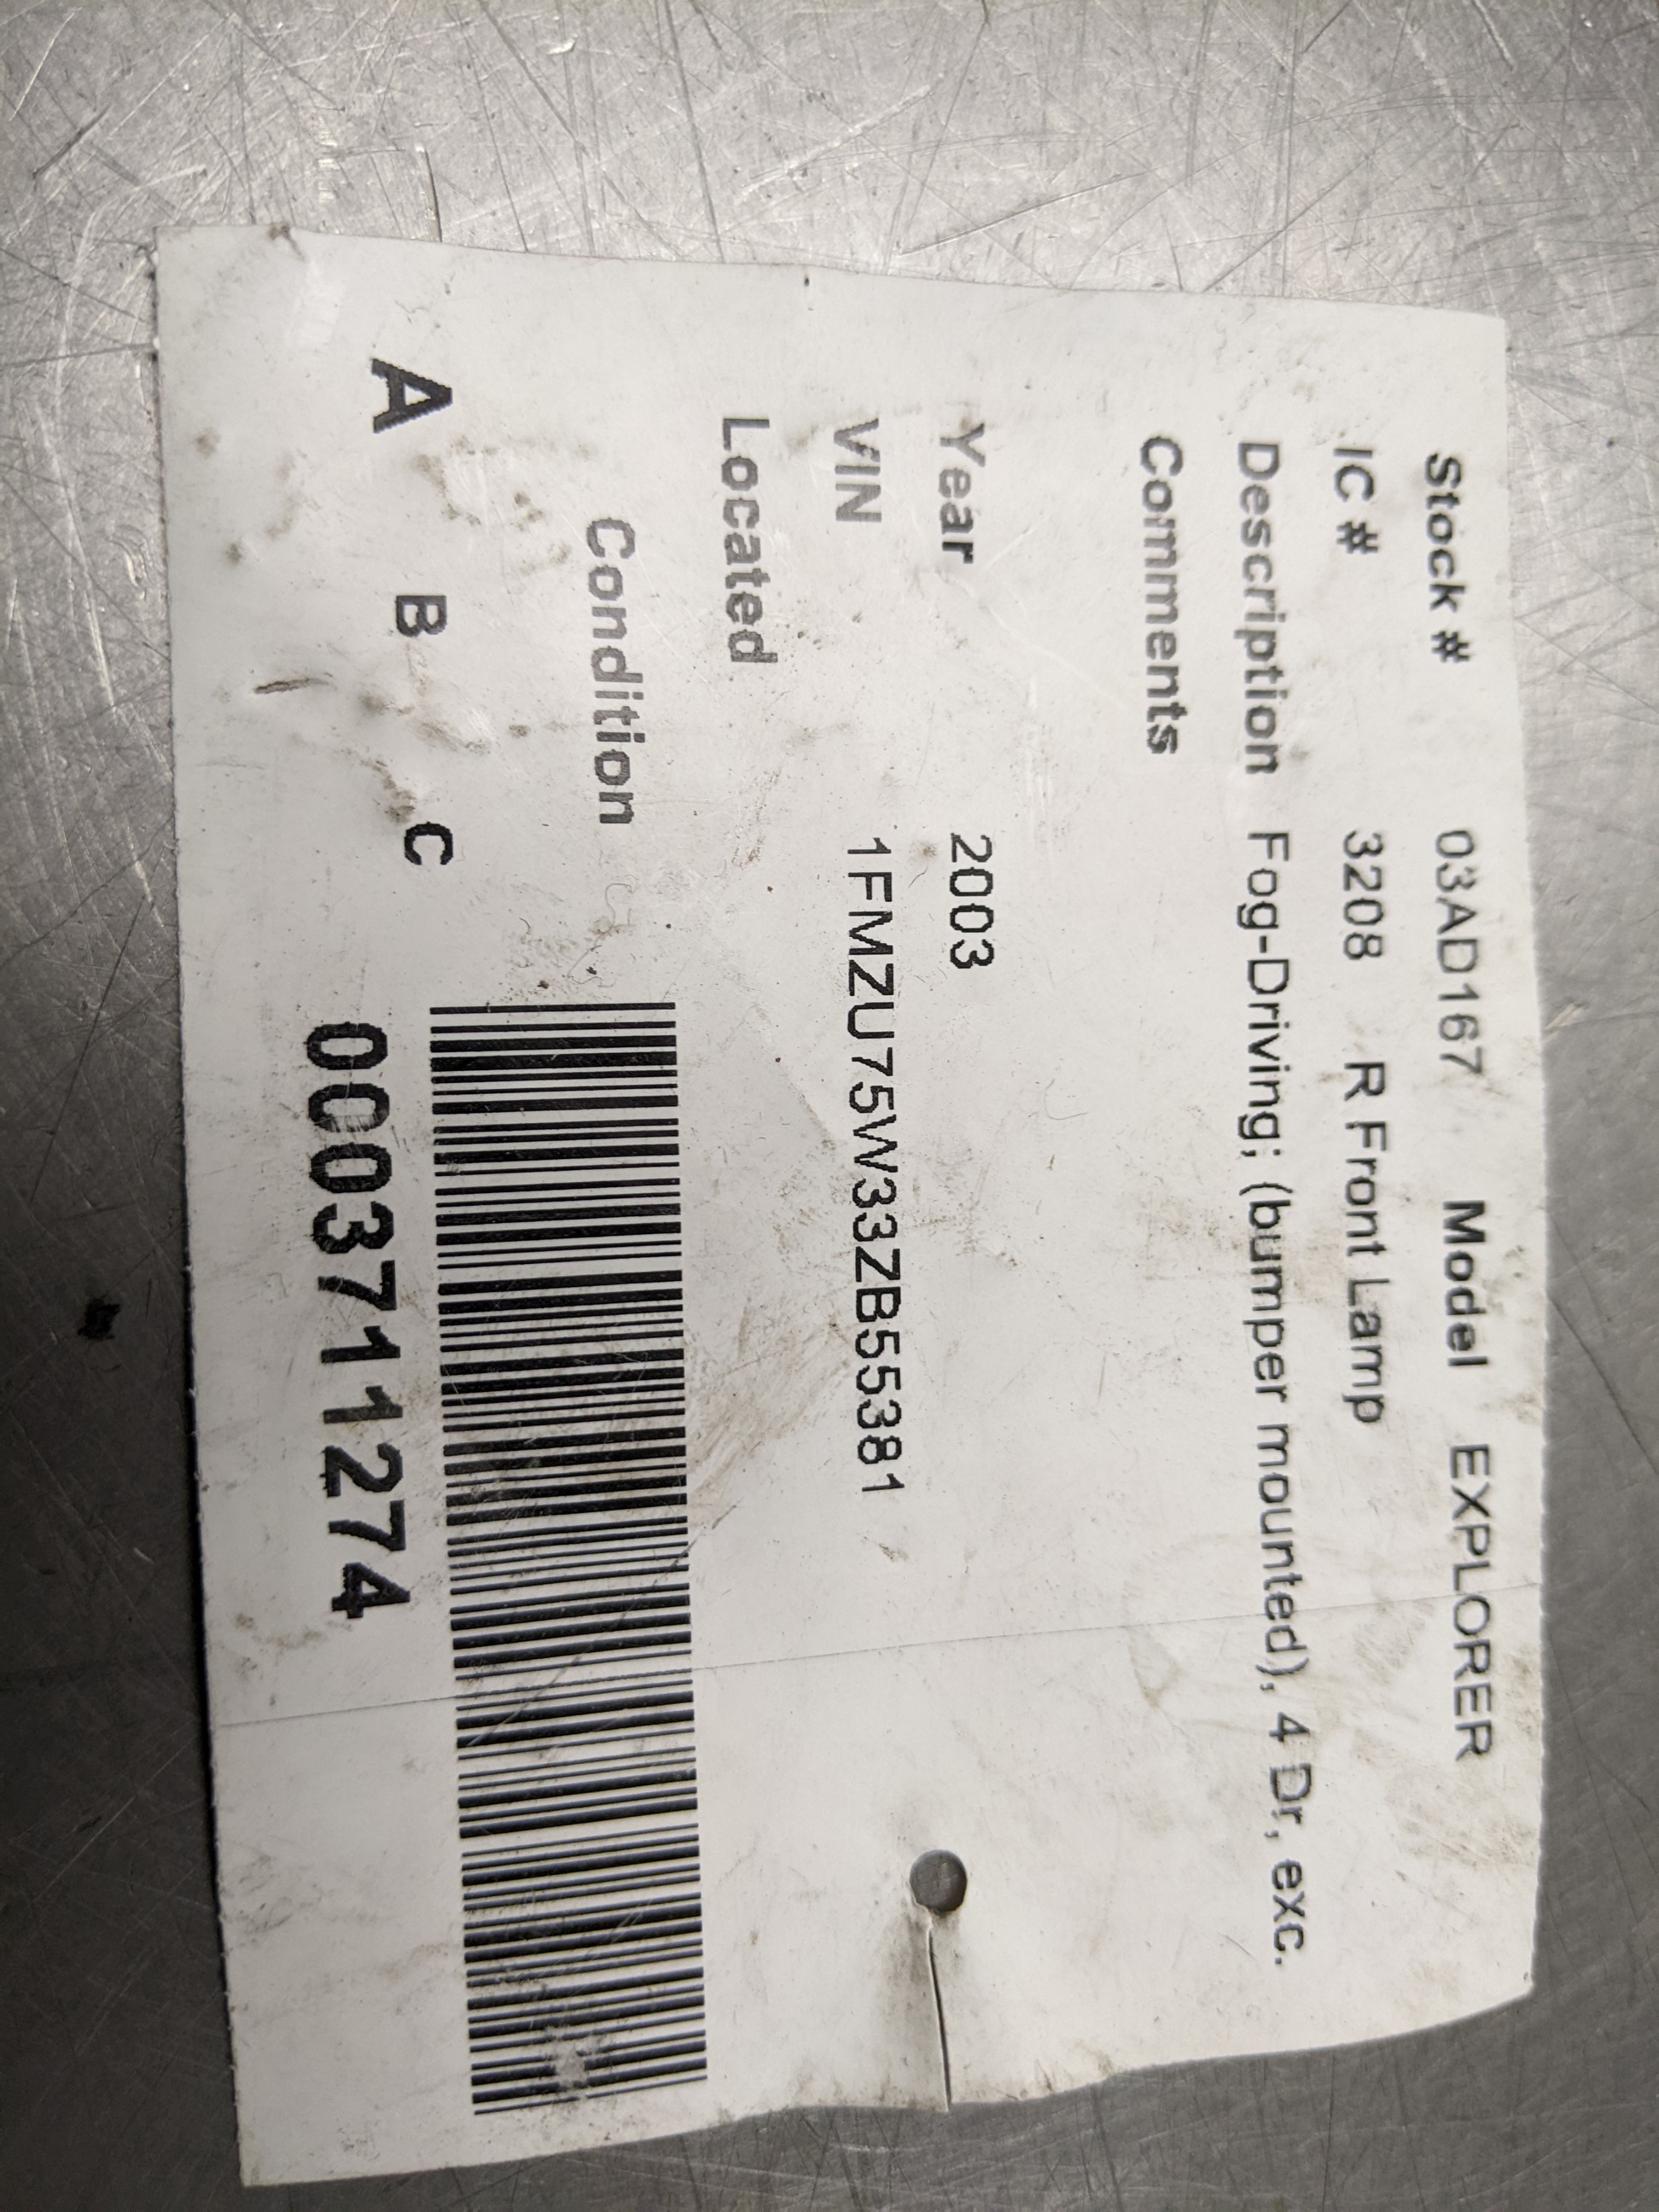 Stock # 03AD167 Model EXPLORER
IC # 3208 R Front Lamp
Description Fog-Driving; (bumper mounted), 4 Dr, exc.
Comments
Year 2003
VIN 1FMZU75W33ZB55381
Located
Condition
A B C
0003711274